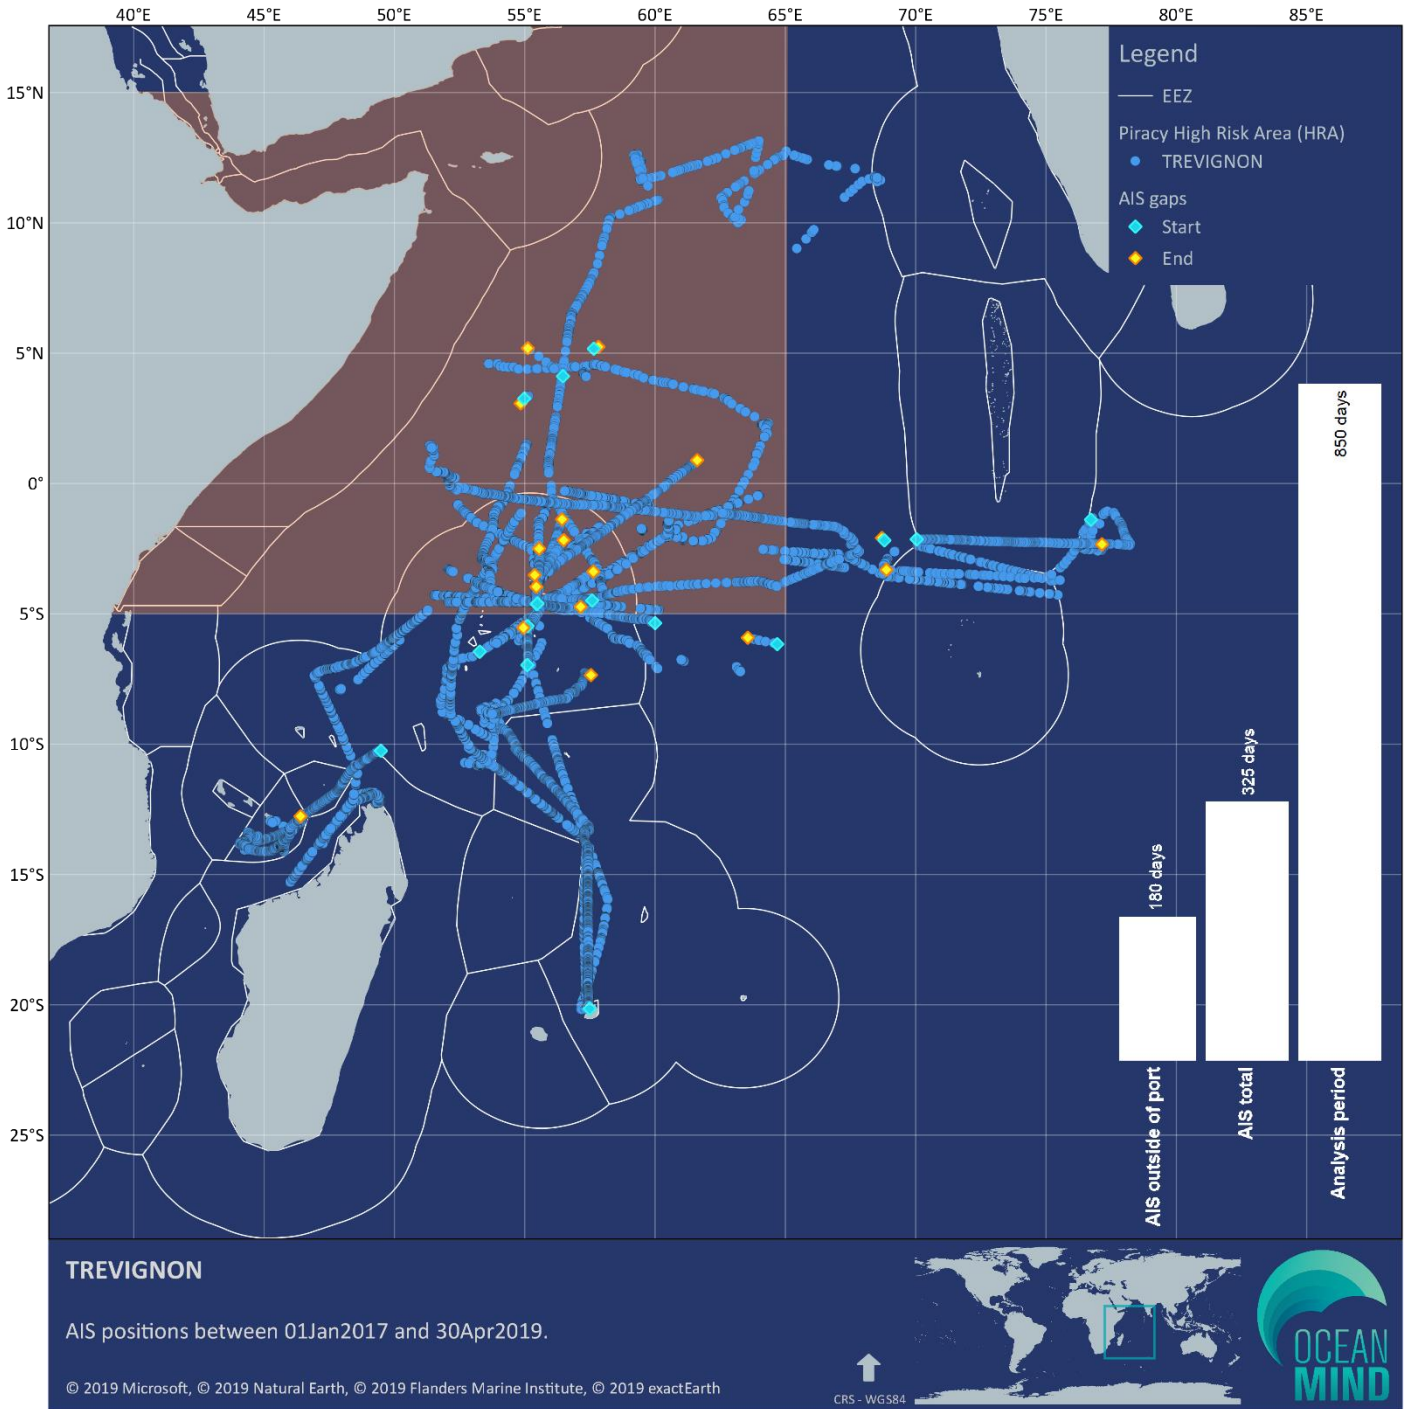 40°E 45°E 50°E 55°E 60°E 65°E 70°E 75°E 80°E 85°E
Legend
EEZ
Piracy High Risk Area (HRA)
TREVIGNON
AIS gaps
Start
End
15°N
10°N
5°N
0°
5°S
10°S
15°S
20°S
25°S
180 days
325 days
850 days
AIS outside of port
AIS total
Analysis period
TREVIGNON
AIS positions between 01Jan2017 and 30Apr2019.
© 2019 Microsoft, © 2019 Natural Earth, © 2019 Flanders Marine Institute, © 2019 exactEarth
CRS - WGS84
OCEAN
MIND